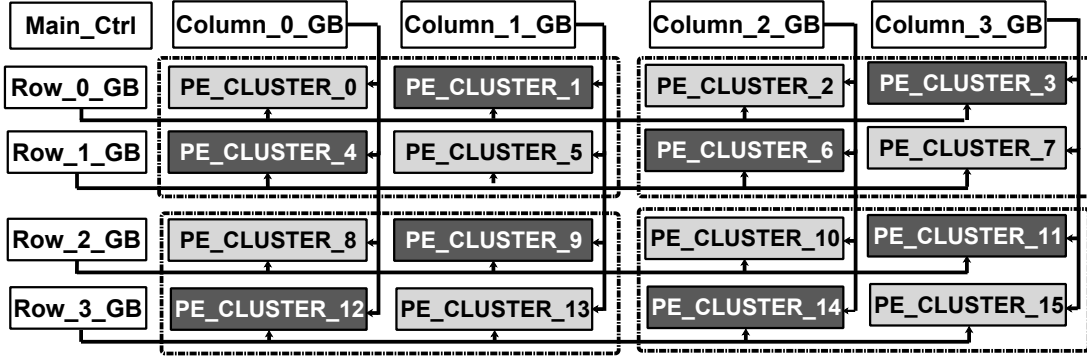 Main_Ctrl Column_0_GB Column_1_GB Column_2_GB Column_3_GB
Row_0_GB PE_CLUSTER_0 PE_CLUSTER_1 PE_CLUSTER_2 PE_CLUSTER_3
Row_1_GB PE_CLUSTER_4 PE_CLUSTER_5 PE_CLUSTER_6 PE_CLUSTER_7
Row_2_GB PE_CLUSTER_8 PE_CLUSTER_9 PE_CLUSTER_10 PE_CLUSTER_11
Row_3_GB PE_CLUSTER_12 PE_CLUSTER_13 PE_CLUSTER_14 PE_CLUSTER_15